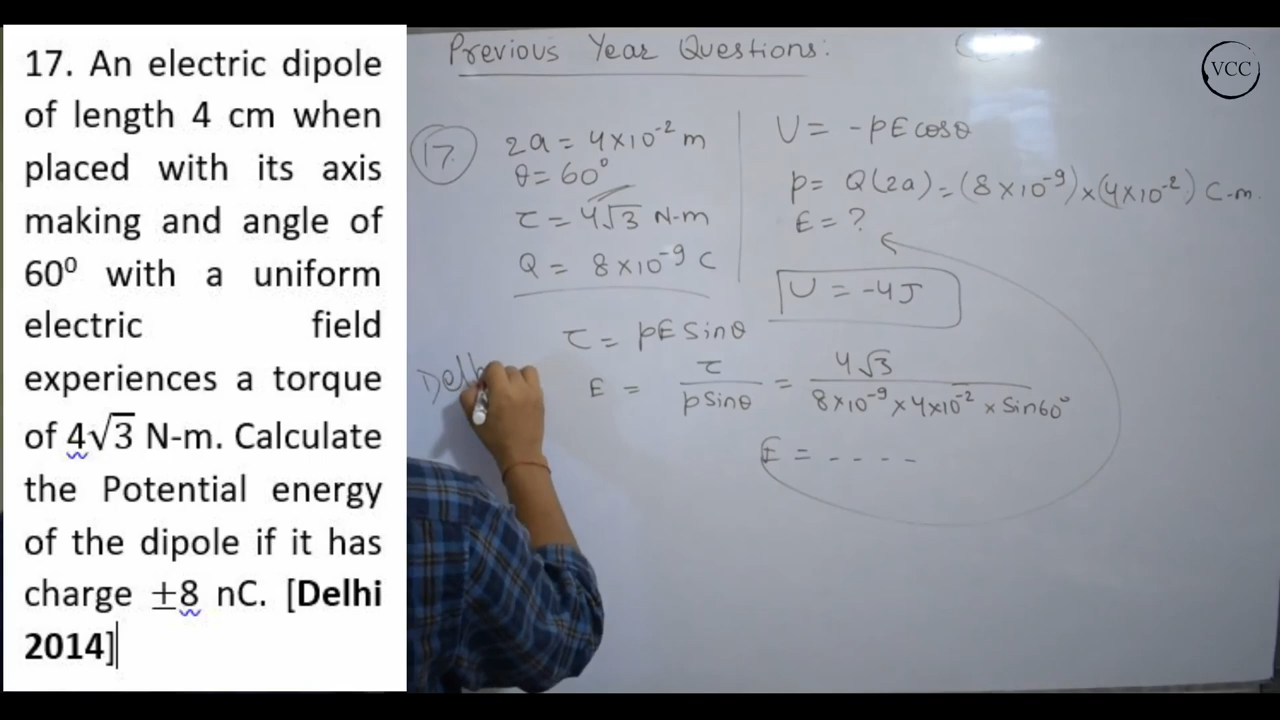 17. An electric dipole
of length 4 cm when
placed with its axis
making and angle of
60⁰ with a uniform
electric field
experiences a torque
of 4√3 N-m. Calculate
the Potential energy
of the dipole if it has
charge ±8 nC. [Delhi
2014]
Previous Year Questions:
VCC
17.
2a = 4×10⁻² m
θ = 60°
τ = 4√3 N-m
Q = 8×10⁻⁹ C
U = -PE cosθ
p = Q(2a) = (8×10⁻⁹)×(4×10⁻²) C-m.
E = ?
U = -4J
τ = pE Sinθ
E = τ / pSinθ = 4√3 / 8×10⁻⁹ × 4×10⁻² × Sin60°
E = - - - -
Delh